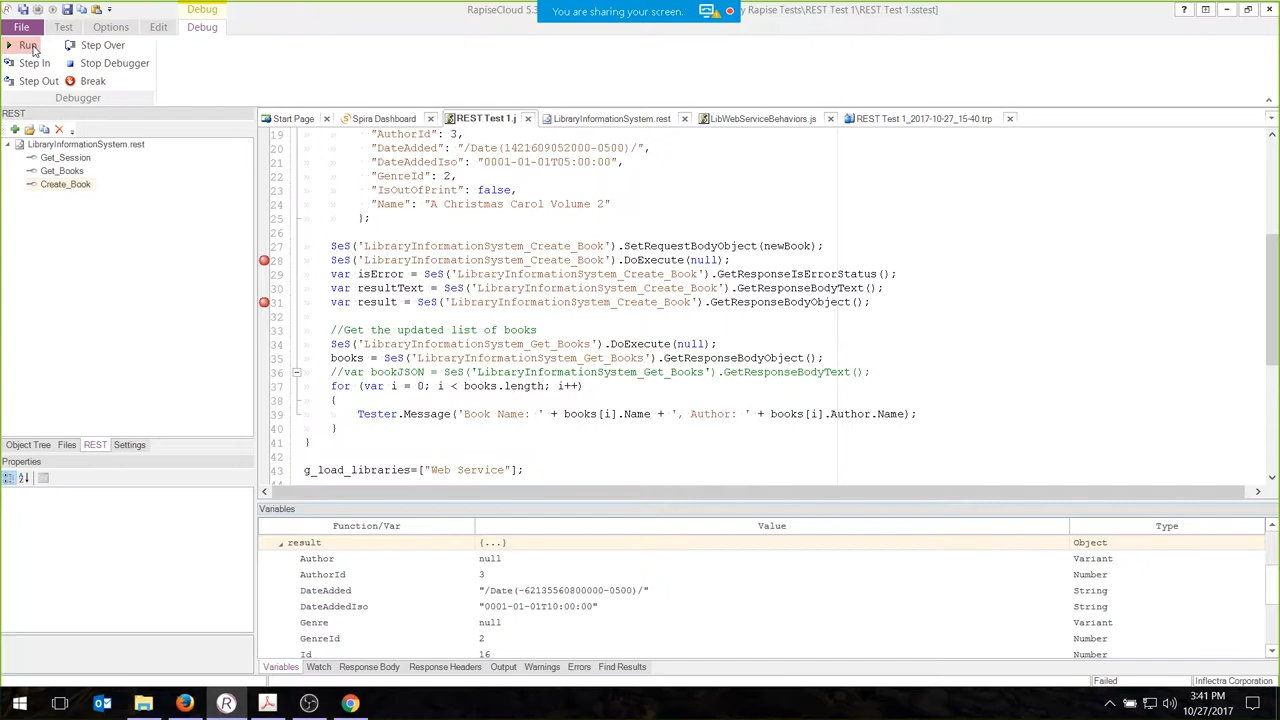 Debug
RapiseCloud 5.3
You are sharing your screen.
y Rapise Tests\REST Test 1\REST Test 1.sstest]
File
Test
Options
Edit
Debug
Run
Step Over
Step In
Stop Debugger
Step Out
Break
Debugger
REST
Start Page
Spira Dashboard
REST Test 1.j
LibraryInformationSystem.rest
LibWebServiceBehaviors.js
REST Test 1_2017-10-27_15-40.trp
LibraryInformationSystem.rest
Get_Session
Get_Books
Create_Book
19 "AuthorId": 3,
20 "DateAdded": "/Date(1421609052000-0500)/",
21 "DateAddedIso": "0001-01-01T05:00:00",
22 "GenreId": 2,
23 "IsOutOfPrint": false,
24 "Name": "A Christmas Carol Volume 2"
25 };
26
27 SeS('LibraryInformationSystem_Create_Book').SetRequestBodyObject(newBook);
28 SeS('LibraryInformationSystem_Create_Book').DoExecute(null);
29 var isError = SeS('LibraryInformationSystem_Create_Book').GetResponseIsErrorStatus();
30 var resultText = SeS('LibraryInformationSystem_Create_Book').GetResponseBodyText();
31 var result = SeS('LibraryInformationSystem_Create_Book').GetResponseBodyObject();
32
33 //Get the updated list of books
34 SeS('LibraryInformationSystem_Get_Books').DoExecute(null);
35 books = SeS('LibraryInformationSystem_Get_Books').GetResponseBodyObject();
36 //var bookJSON = SeS('LibraryInformationSystem_Get_Books').GetResponseBodyText();
37 for (var i = 0; i < books.length; i++)
38 {
39 Tester.Message('Book Name: ' + books[i].Name + ', Author: ' + books[i].Author.Name);
40 }
41 }
42
43 g_load_libraries=["Web Service"];
44
Object Tree
Files
REST
Settings
Properties
Variables
Function/Var Value Type
result {...} Object
Author null Variant
AuthorId 3 Number
DateAdded "/Date(-62135560800000-0500)/" String
DateAddedIso "0001-01-01T10:00:00" String
Genre null Variant
GenreId 2 Number
Id 16 Number
Variables
Watch
Response Body
Response Headers
Output
Warnings
Errors
Find Results
Failed
Inflectra Corporation
3:41 PM
10/27/2017